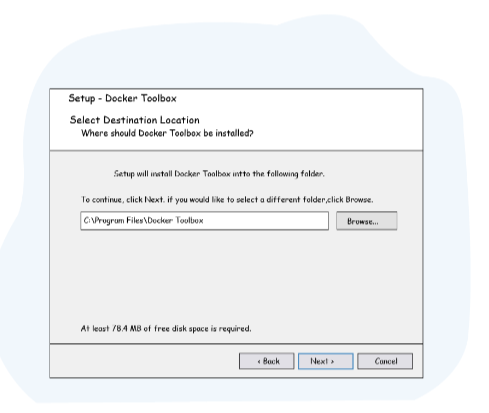 Setup - Docker Toolbox
Select Destination Location
Where should Docker Toolbox be installed?
Setup will install Docker Toolbox intto the following folder.
To continue, click Next. if you would like to select a different folder,click Browse.
C:\Program Files\Docker Toolbox
Browse...
At least 78.4 MB of free disk space is required.
‹ Back
Next ›
Cancel